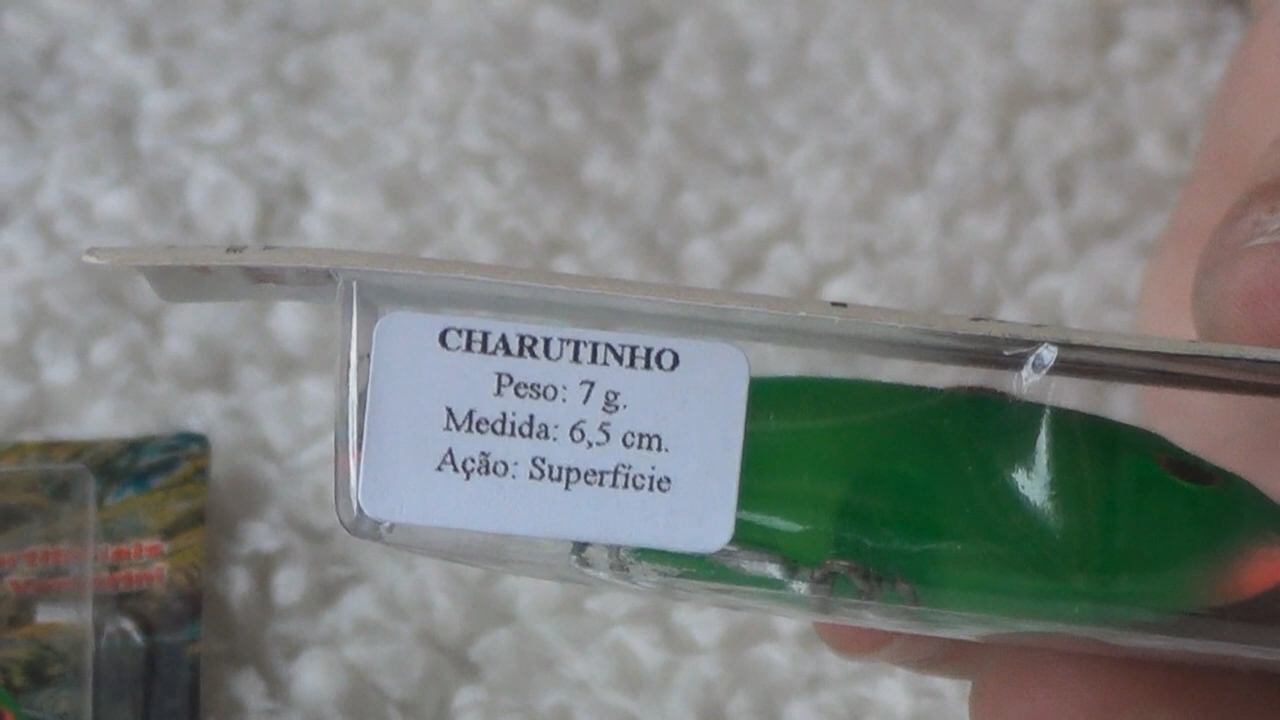 CHARUTINHO
Peso: 7 g.
Medida: 6,5 cm.
Ação: Superfície